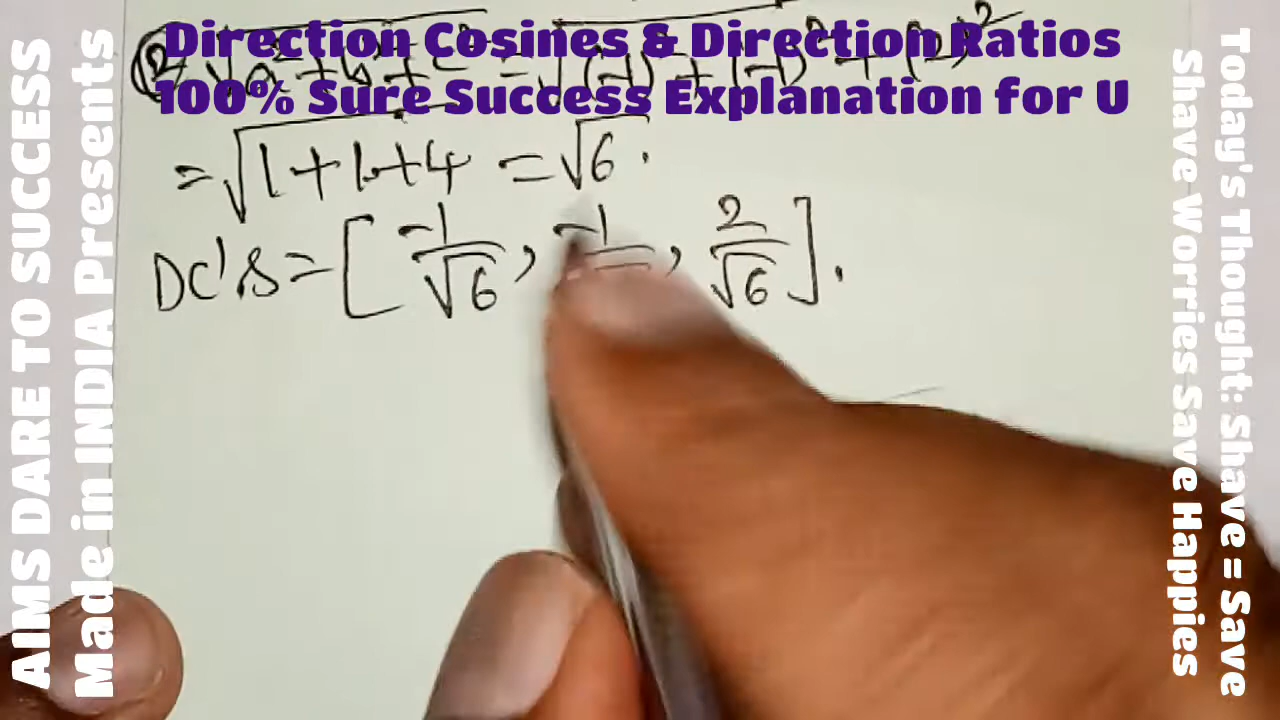 Direction Cosines & Direction Ratios
100% Sure Success Explanation for U
= √1+1+4 = √6.
DC's = [ -1/√6, -1/, 2/√6 ].
AIMS DARE TO SUCCESS
Made in INDIA Presents
Today's Thought: Shave = Save
Shave Worries Save Happies